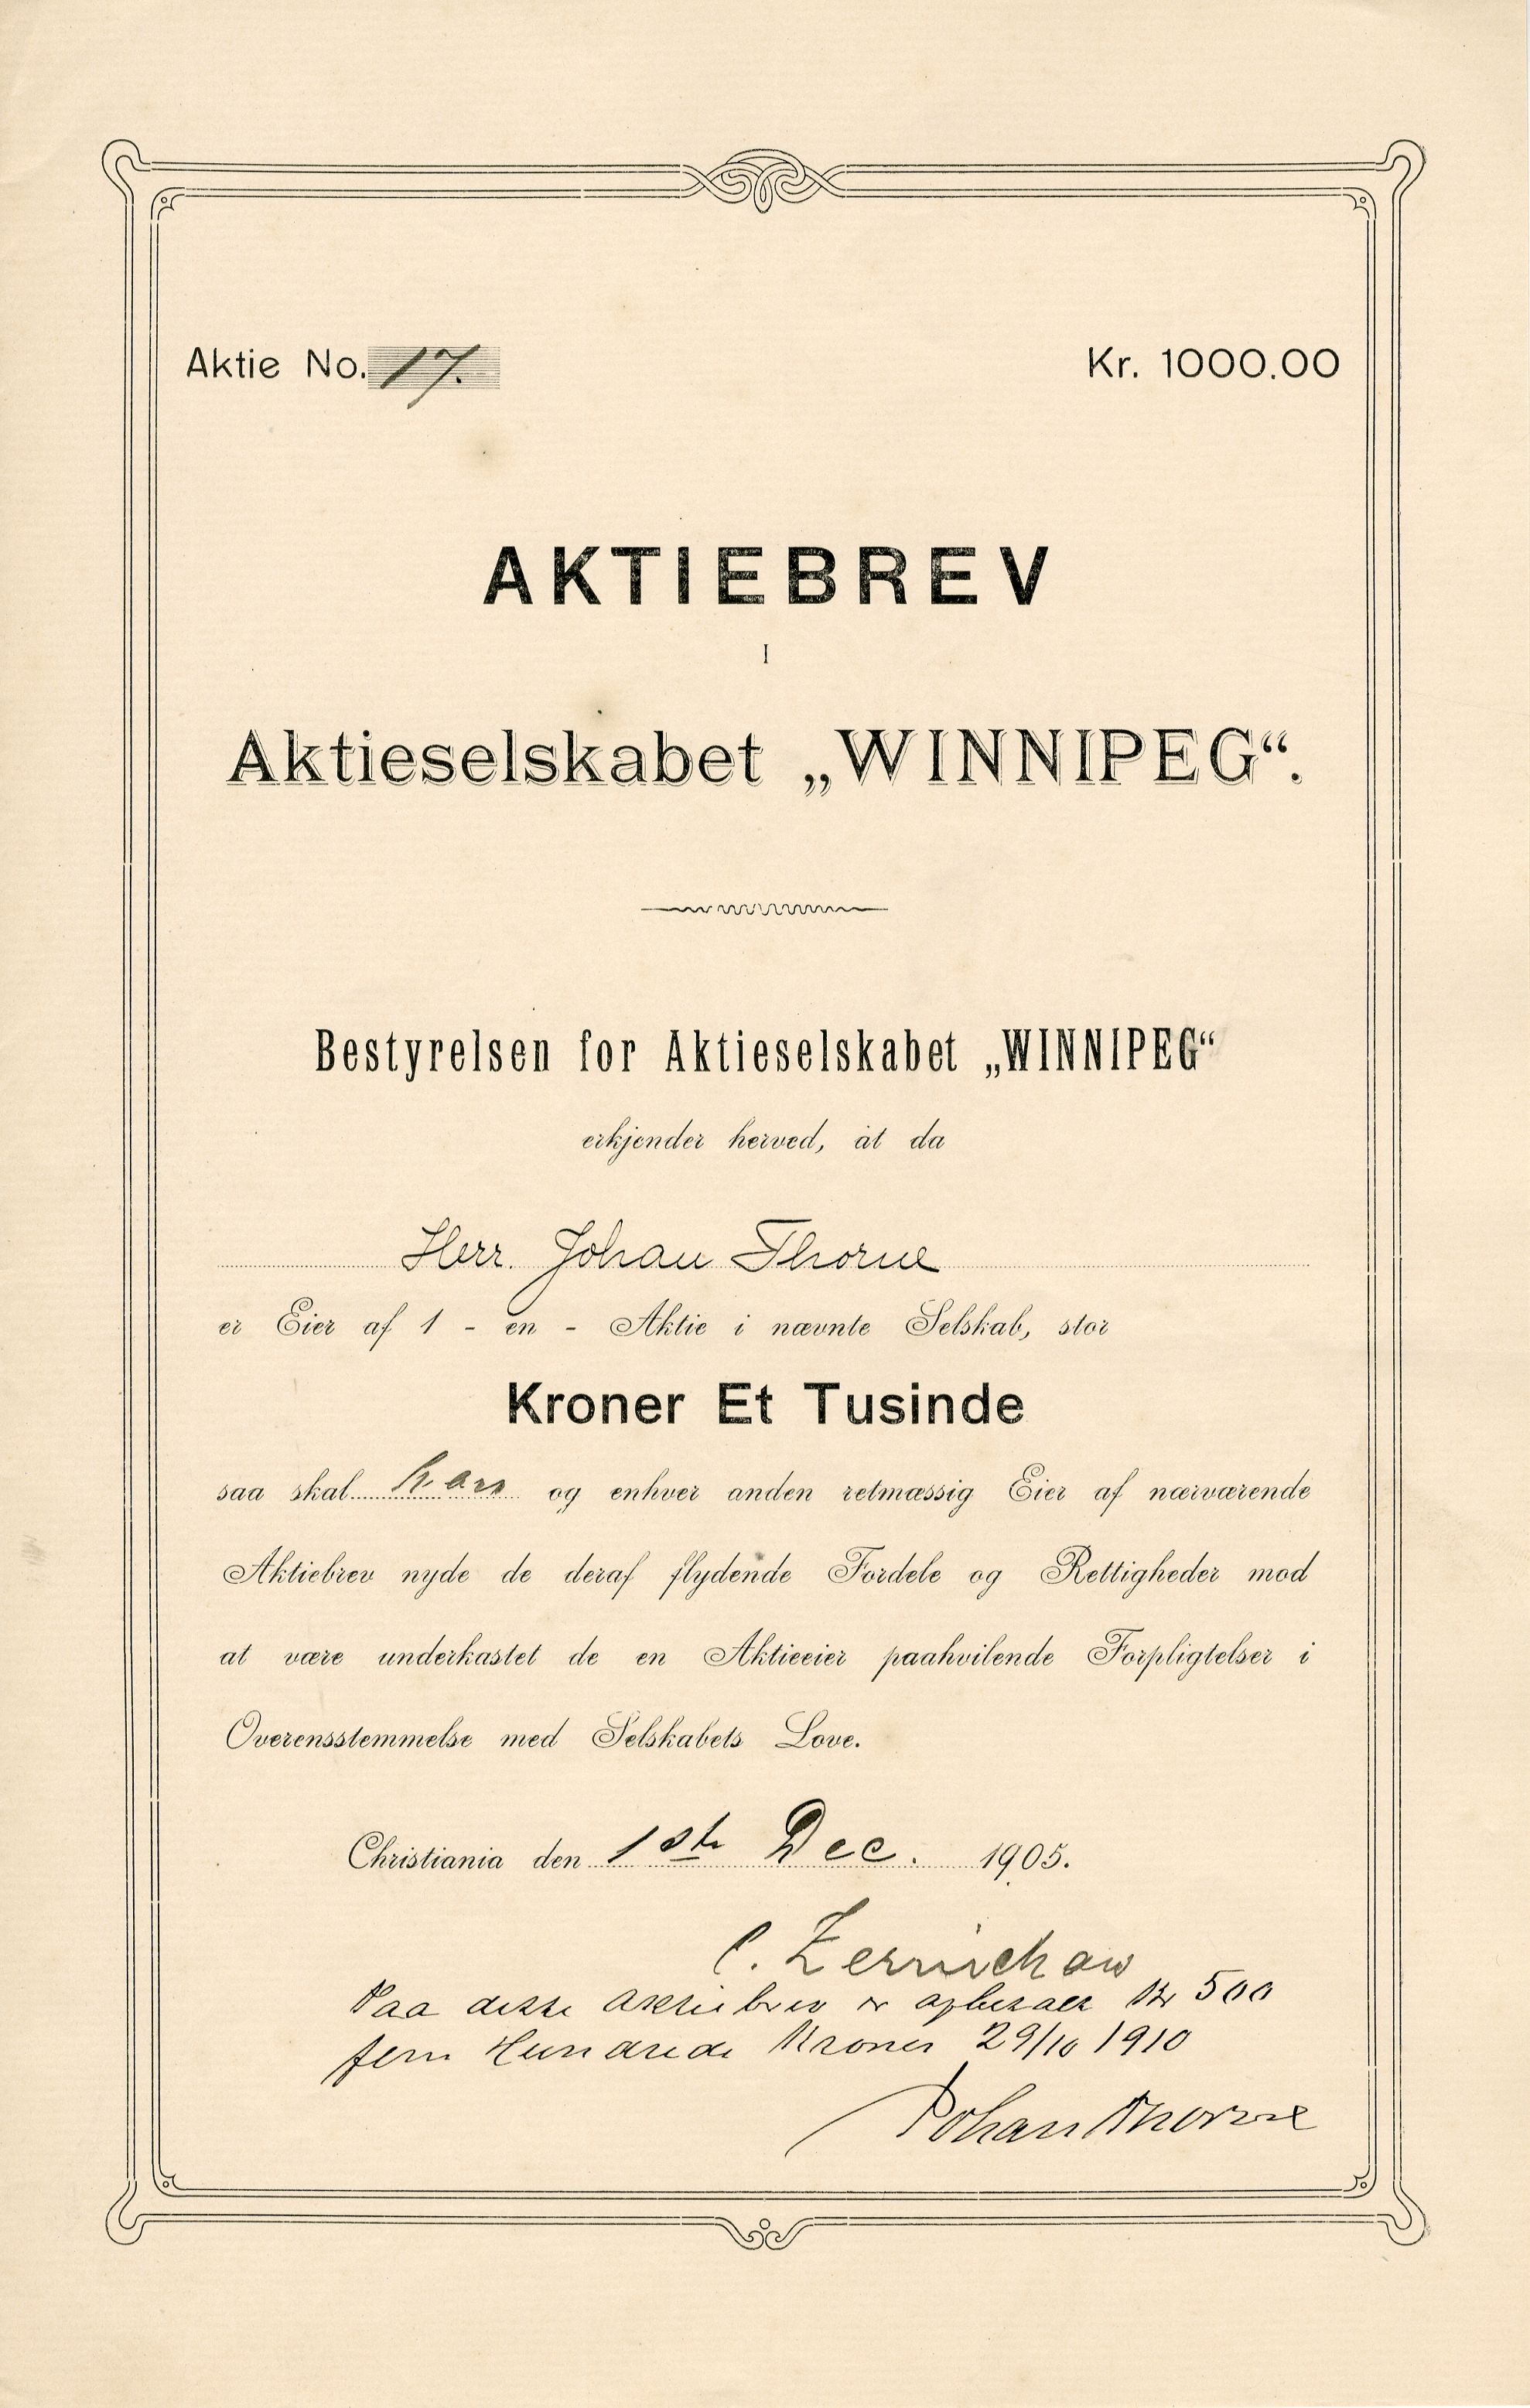 Aktie No. 17. Kr. 1000.00
AKTIEBREV
I
Aktieselskabet „WINNIPEG“.
Bestyrelsen for Aktieselskabet „WINNIPEG“
erkjender herved, at da
Herr. Johan Thorne
er Eier af 1 - en - Aktie i nævnte Selskab, stor
Kroner Et Tusinde
saa skal han og enhver anden retmæssig Eier af nærværende
Aktiebrev nyde de deraf flydende Fordele og Rettigheder mod
at være underkastet de en Aktieeier paahvilende Forpligtelser i
Overensstemmelse med Selskabets Love.
Christiania den 1ste Dec. 1905.
C. Zernichow
Paa dette Aktiebrev er afbetalt Kr 500
fem Hundrede Kroner 29/10 1910
Johan Thorne